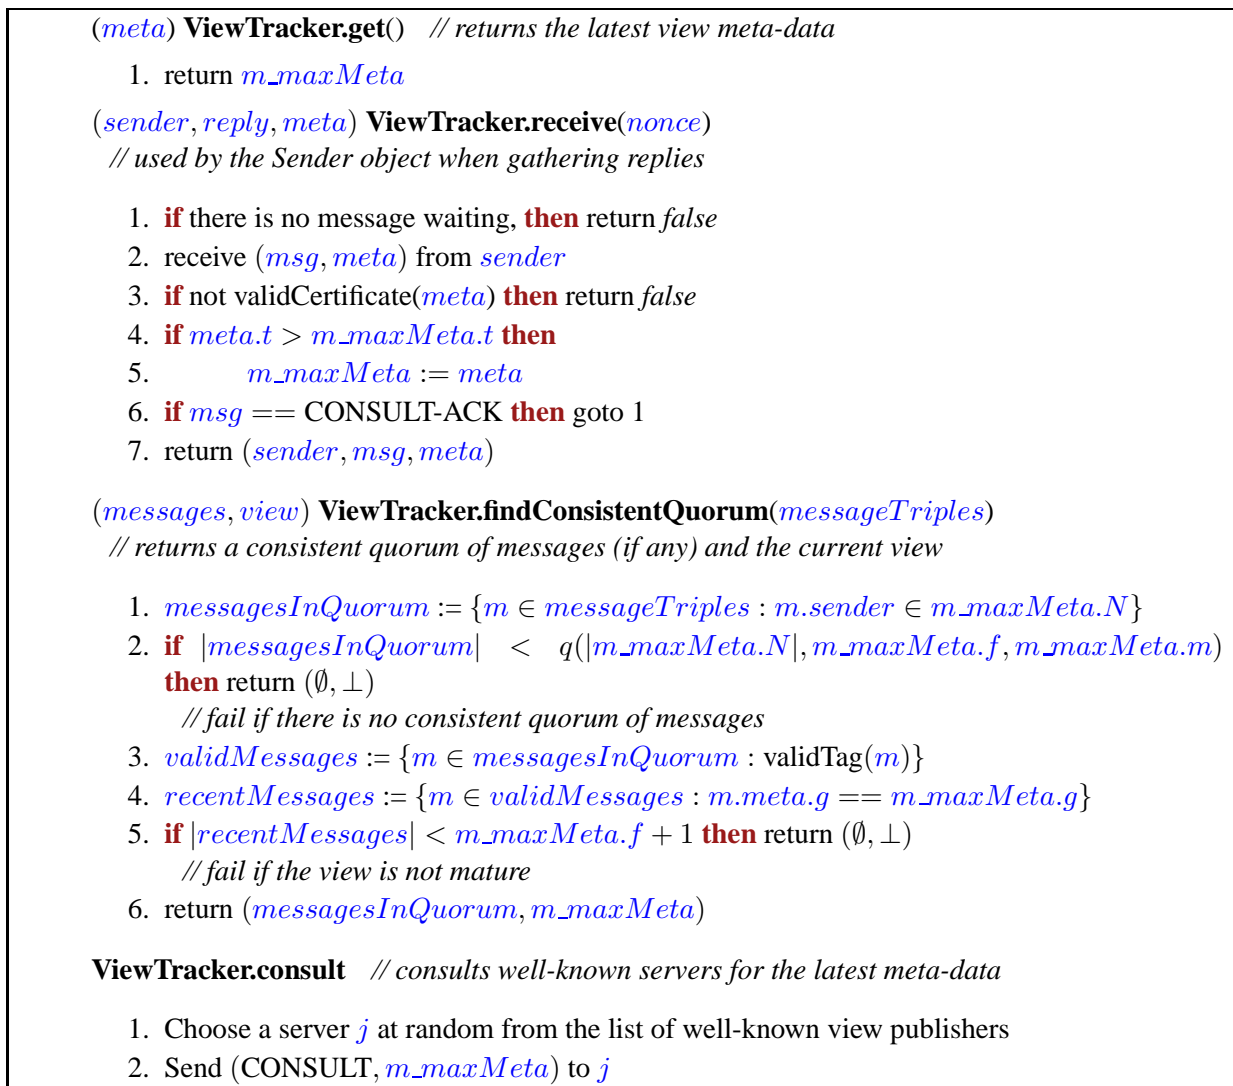 (meta) ViewTracker.get() // returns the latest view meta-data
1. return m_maxMeta
(sender, reply, meta) ViewTracker.receive(nonce)
// used by the Sender object when gathering replies
1. if there is no message waiting, then return false
2. receive (msg, meta) from sender
3. if not validCertificate(meta) then return false
4. if meta.t > m_maxMeta.t then
5. m_maxMeta := meta
6. if msg == CONSULT-ACK then goto 1
7. return (sender, msg, meta)
(messages, view) ViewTracker.findConsistentQuorum(messageTriples)
// returns a consistent quorum of messages (if any) and the current view
1. messagesInQuorum := {m ∈ messageTriples : m.sender ∈ m_maxMeta.N}
2. if |messagesInQuorum| < q(|m_maxMeta.N|, m_maxMeta.f, m_maxMeta.m)
then return (∅, ⊥)
// fail if there is no consistent quorum of messages
3. validMessages := {m ∈ messagesInQuorum : validTag(m)}
4. recentMessages := {m ∈ validMessages : m.meta.g == m_maxMeta.g}
5. if |recentMessages| < m_maxMeta.f + 1 then return (∅, ⊥)
// fail if the view is not mature
6. return (messagesInQuorum, m_maxMeta)
ViewTracker.consult // consults well-known servers for the latest meta-data
1. Choose a server j at random from the list of well-known view publishers
2. Send (CONSULT, m_maxMeta) to j